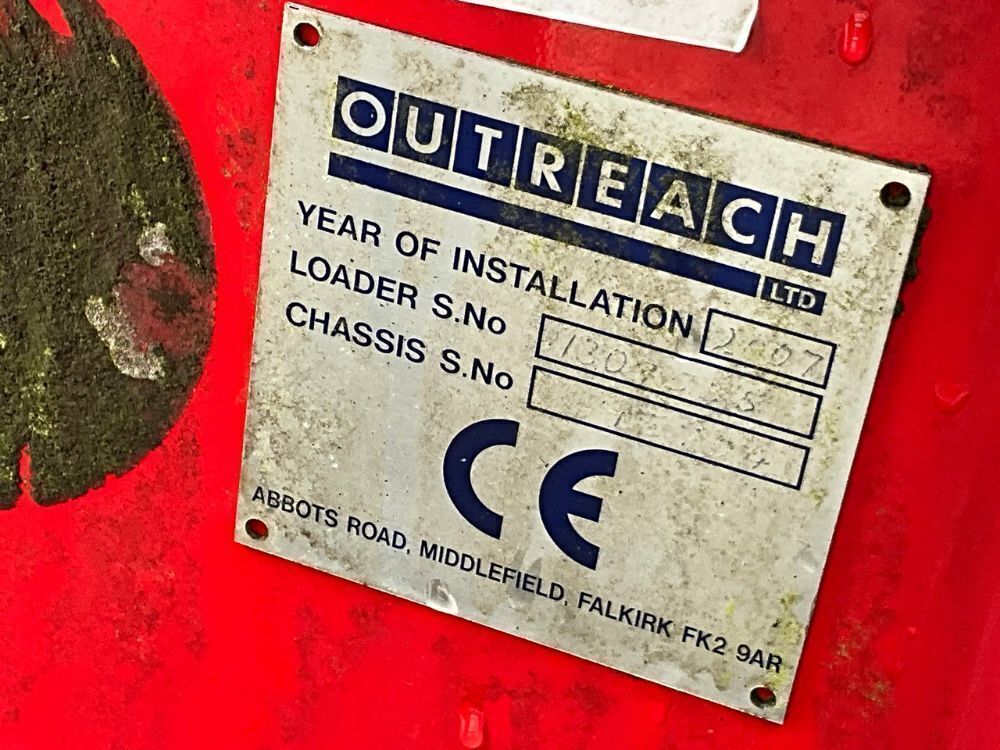 OUTREACH
LTD
YEAR OF INSTALLATION
LOADER S.No
CHASSIS S.No
CE
ABBOTS ROAD, MIDDLEFIELD, FALKIRK FK2 9AR